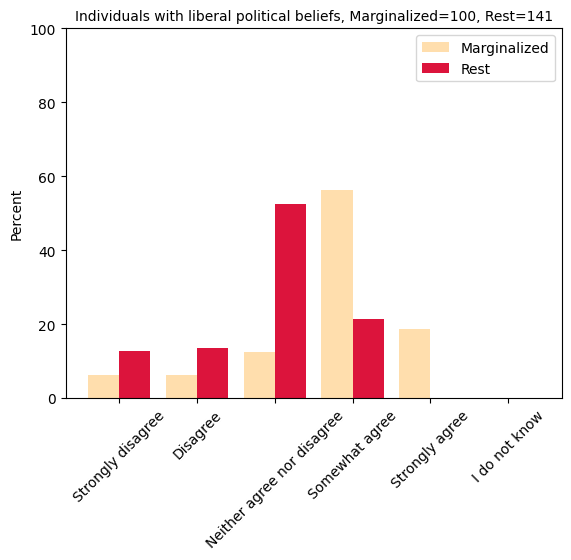 Individuals with liberal political beliefs, Marginalized=100, Rest=141
100
80
60
40
20
0
Percent
Marginalized
Rest
Strongly disagree
Disagree
Neither agree nor disagree
Somewhat agree
Strongly agree
I do not know